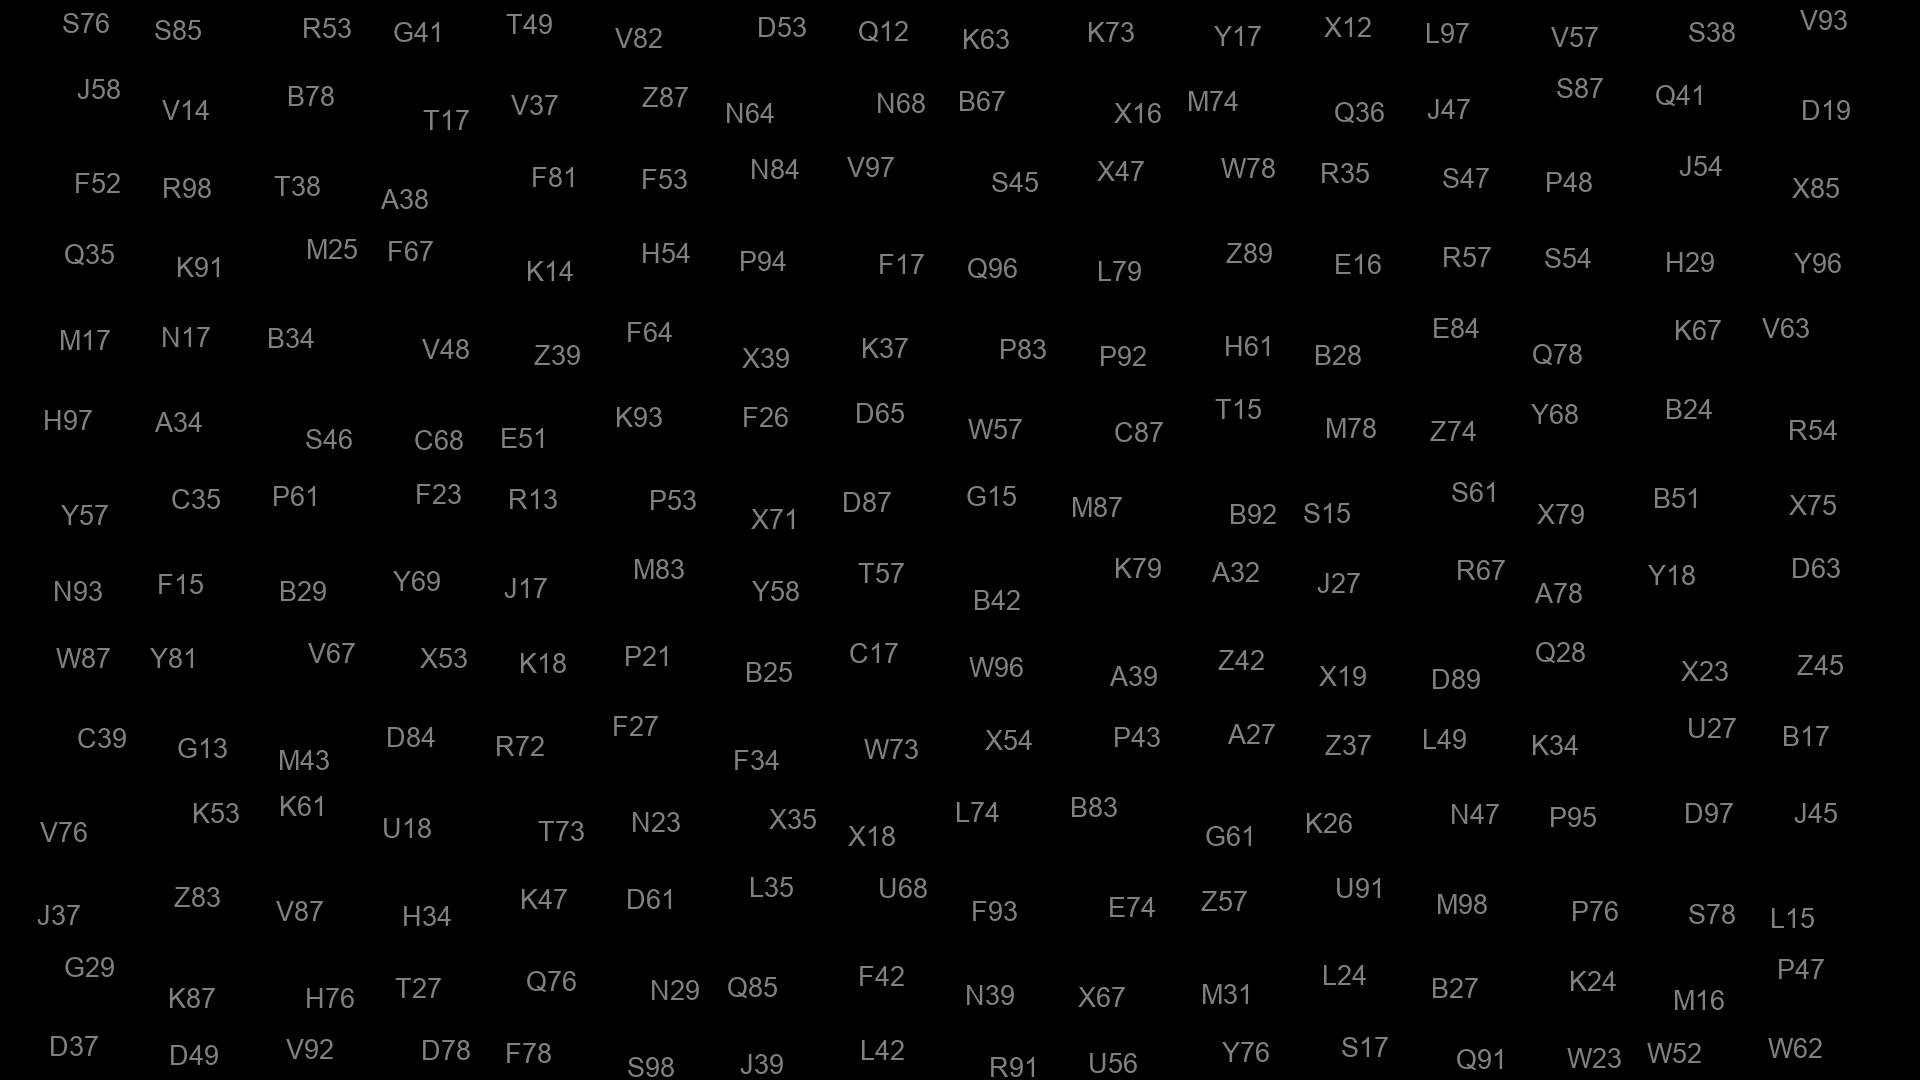 S76 S85 R53 G41 T49 V82 D53 Q12 K63 K73 Y17 X12 L97 V57 S38 V93
J58 V14 B78 T17 V37 Z87 N64 N68 B67 X16 M74 Q36 J47 S87 Q41 D19
F52 R98 T38 A38 F81 F53 N84 V97 S45 X47 W78 R35 S47 P48 J54 X85
Q35 K91 M25 F67 K14 H54 P94 F17 Q96 L79 Z89 E16 R57 S54 H29 Y96
M17 N17 B34 V48 Z39 F64 X39 K37 P83 P92 H61 B28 E84 Q78 K67 V63
H97 A34 S46 C68 E51 K93 F26 D65 W57 C87 T15 M78 Z74 Y68 B24 R54
Y57 C35 P61 F23 R13 P53 X71 D87 G15 M87 B92 S15 S61 X79 B51 X75
N93 F15 B29 Y69 J17 M83 Y58 T57 B42 K79 A32 J27 R67 A78 Y18 D63
W87 Y81 V67 X53 K18 P21 B25 C17 W96 A39 Z42 X19 D89 Q28 X23 Z45
C39 G13 M43 D84 R72 F27 F34 W73 X54 P43 A27 Z37 L49 K34 U27 B17
V76 K53 K61 U18 T73 N23 X35 X18 L74 B83 G61 K26 N47 P95 D97 J45
J37 Z83 V87 H34 K47 D61 L35 U68 F93 E74 Z57 U91 M98 P76 S78 L15
G29 K87 H76 T27 Q76 N29 Q85 F42 N39 X67 M31 L24 B27 K24 M16 P47
D37 D49 V92 D78 F78 S98 J39 L42 R91 U56 Y76 S17 Q91 W23 W52 W62